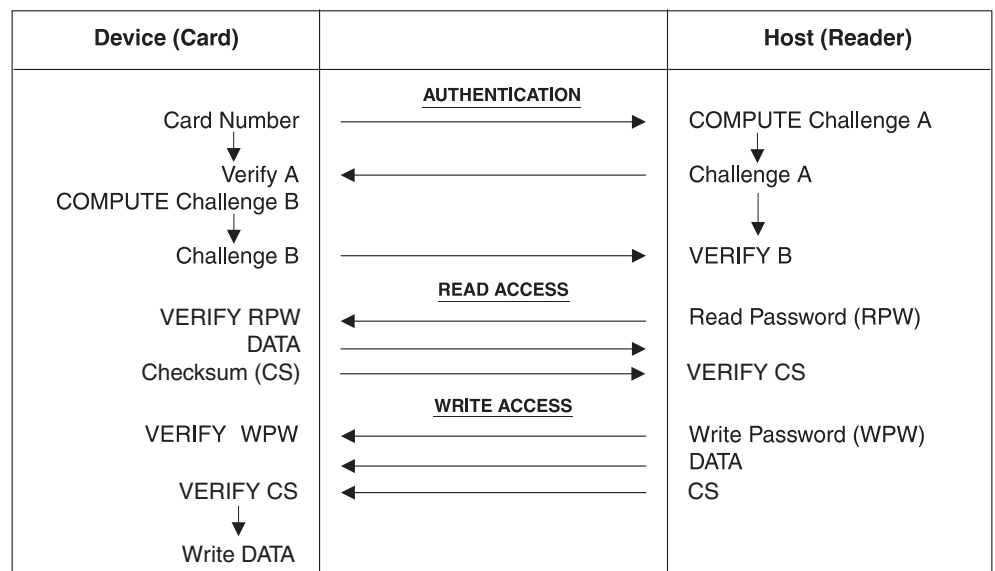 Device (Card) Host (Reader)
AUTHENTICATION
Card Number COMPUTE Challenge A
Verify A Challenge A
COMPUTE Challenge B
Challenge B VERIFY B
READ ACCESS
VERIFY RPW Read Password (RPW)
DATA
Checksum (CS) VERIFY CS
WRITE ACCESS
VERIFY WPW Write Password (WPW)
DATA
VERIFY CS CS
Write DATA